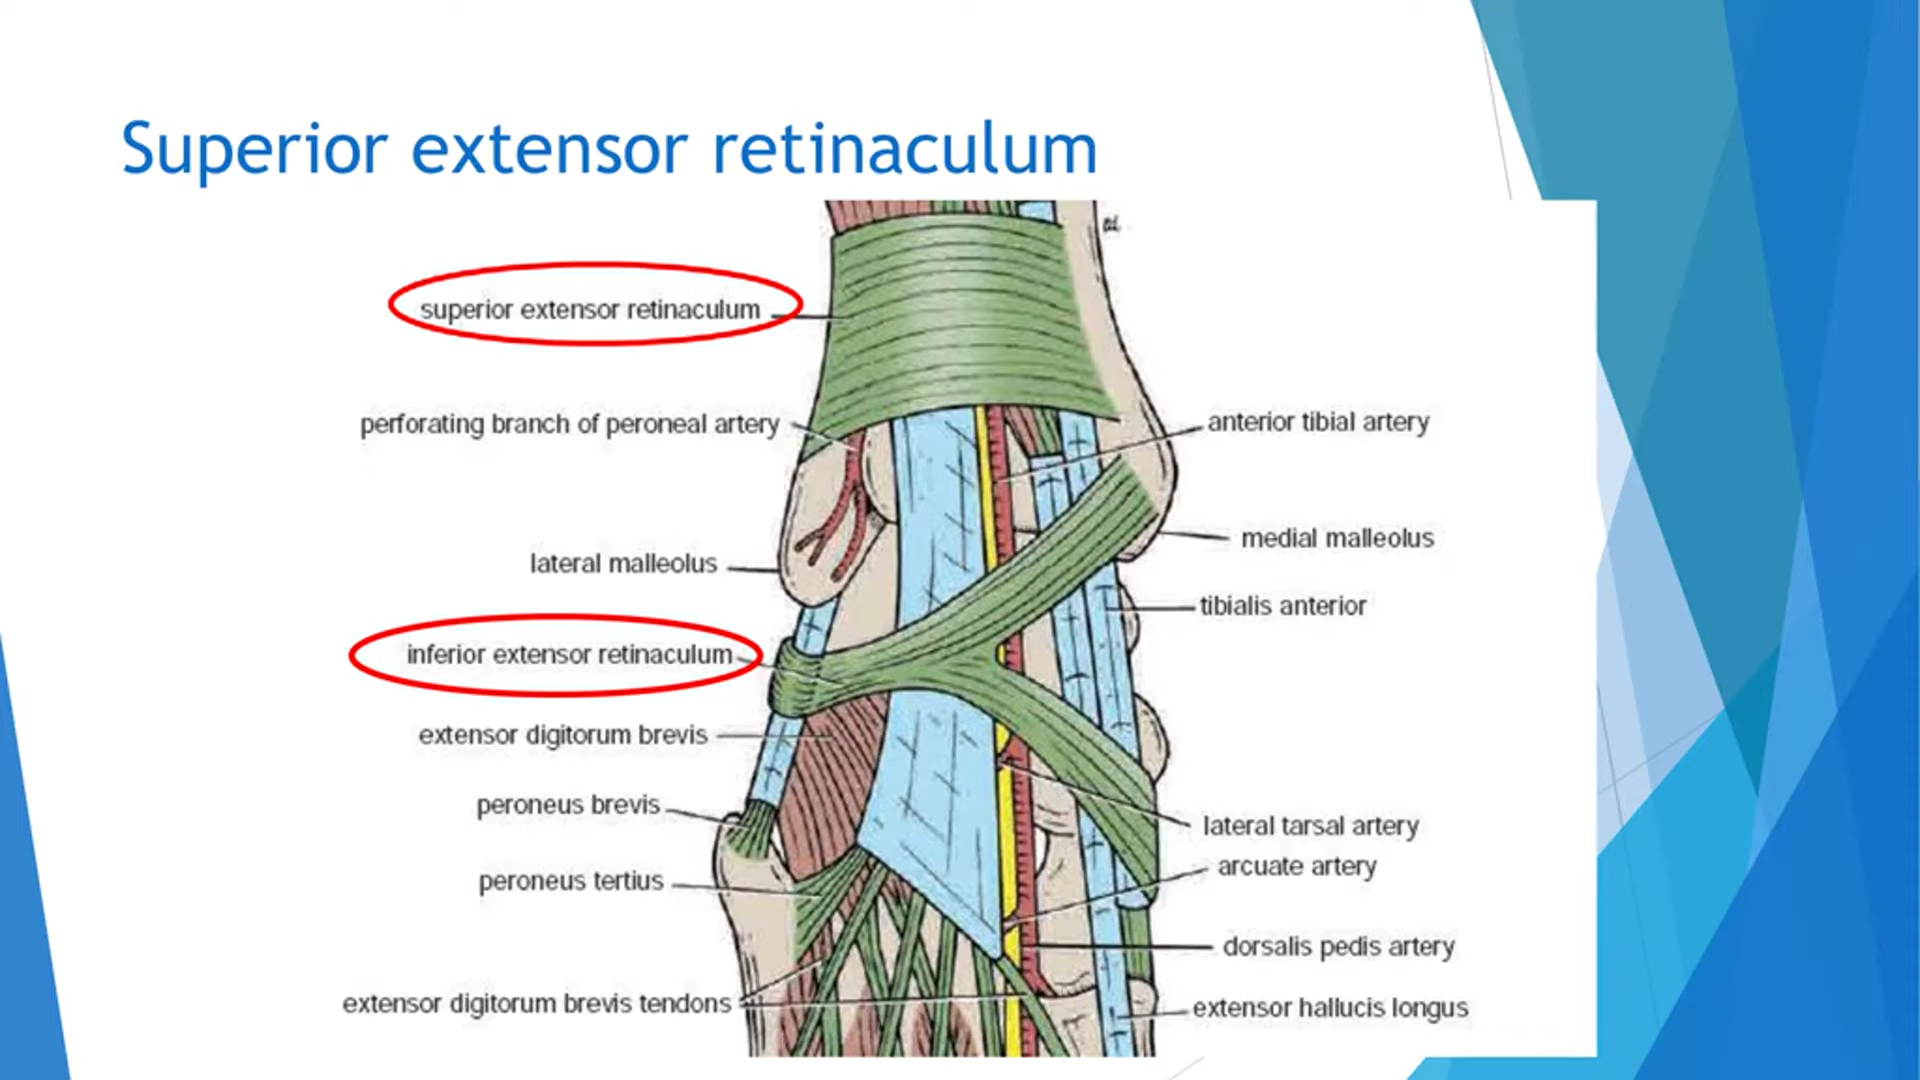 Superior extensor retinaculum
superior extensor retinaculum
perforating branch of peroneal artery
anterior tibial artery
medial malleolus
lateral malleolus
tibialis anterior
inferior extensor retinaculum
extensor digitorum brevis
peroneus brevis
lateral tarsal artery
arcuate artery
peroneus tertius
dorsalis pedis artery
extensor digitorum brevis tendons
extensor hallucis longus